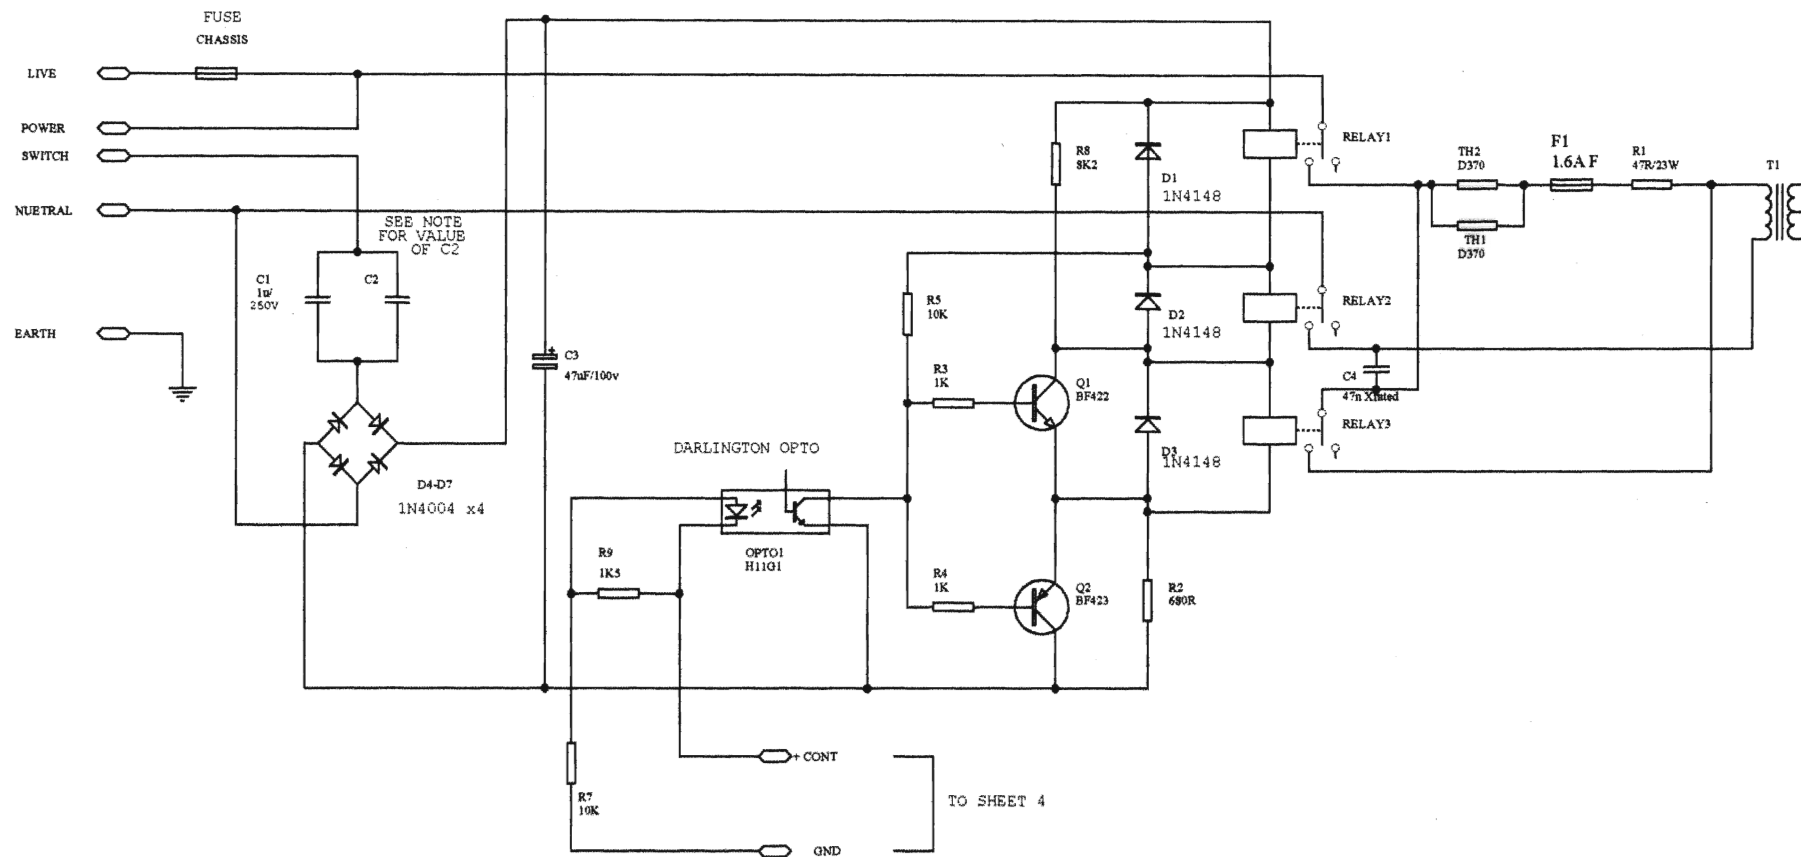 FUSE
CHASSIS
LIVE
POWER
SWITCH
NUETRAL
EARTH
SEE NOTE
FOR VALUE
OF C2
C1
1u/
250V
C2
C3
47uF/100v
D4-D7
1N4004 x4
DARLINGTON OPTO
OPTO1
H11G1
R9
1K5
R7
10K
+ CONT
GND
TO SHEET 4
R5
10K
R3
1K
R4
1K
Q1
BF422
Q2
BF423
R8
8K2
D1
1N4148
D2
1N4148
D3
1N4148
R2
680R
RELAY1
RELAY2
RELAY3
C4
47n Xrated
TH2
D370
TH1
D370
F1
1.6A F
R1
47R/23W
T1